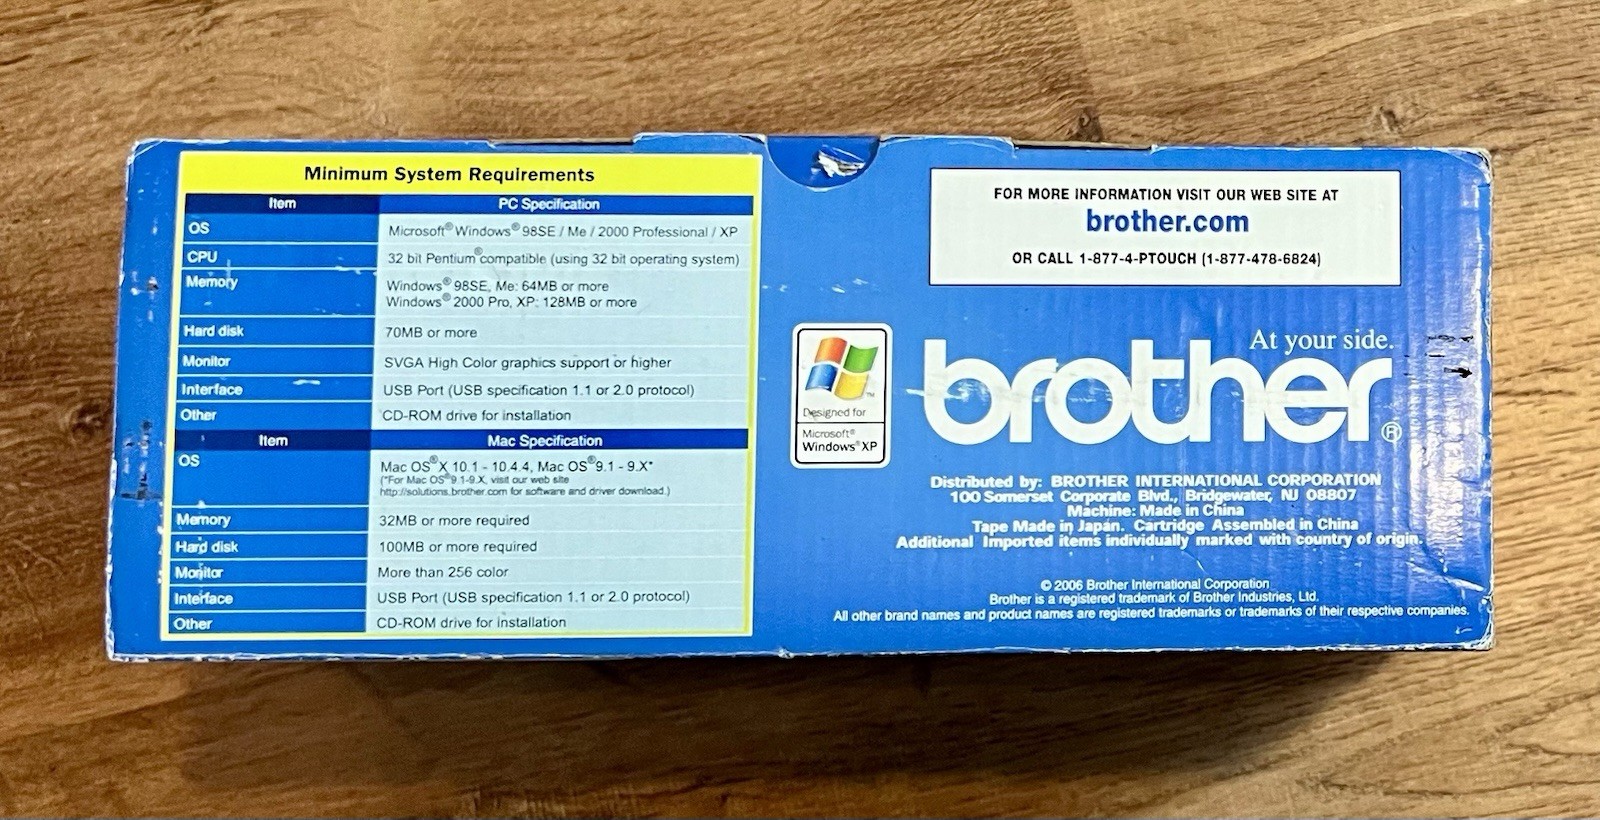 Minimum System Requirements
Item PC Specification
OS Microsoft® Windows® 98SE / Me / 2000 Professional / XP
CPU 32 bit Pentium® compatible (using 32 bit operating system)
Memory Windows® 98SE, Me: 64MB or more
Windows® 2000 Pro, XP: 128MB or more
Hard disk 70MB or more
Monitor SVGA High Color graphics support or higher
Interface USB Port (USB specification 1.1 or 2.0 protocol)
Other CD-ROM drive for installation
Item Mac Specification
OS Mac OS® X 10.1 - 10.4.4, Mac OS® 9.1 - 9.X*
(*For Mac OS® 9.1-9.X, visit our web site
http://solutions.brother.com for software and driver download.)
Memory 32MB or more required
Hard disk 100MB or more required
Monitor More than 256 color
Interface USB Port (USB specification 1.1 or 2.0 protocol)
Other CD-ROM drive for installation
FOR MORE INFORMATION VISIT OUR WEB SITE AT
brother.com
OR CALL 1-877-4-PTOUCH (1-877-478-6824)
TM
Designed for
Microsoft®
Windows® XP
At your side.
brother®
Distributed by: BROTHER INTERNATIONAL CORPORATION
100 Somerset Corporate Blvd., Bridgewater, NJ 08807
Machine: Made in China
Tape Made in Japan. Cartridge Assembled in China
Additional Imported items individually marked with country of origin.
© 2006 Brother International Corporation
Brother is a registered trademark of Brother Industries, Ltd.
All other brand names and product names are registered trademarks or trademarks of their respective companies.